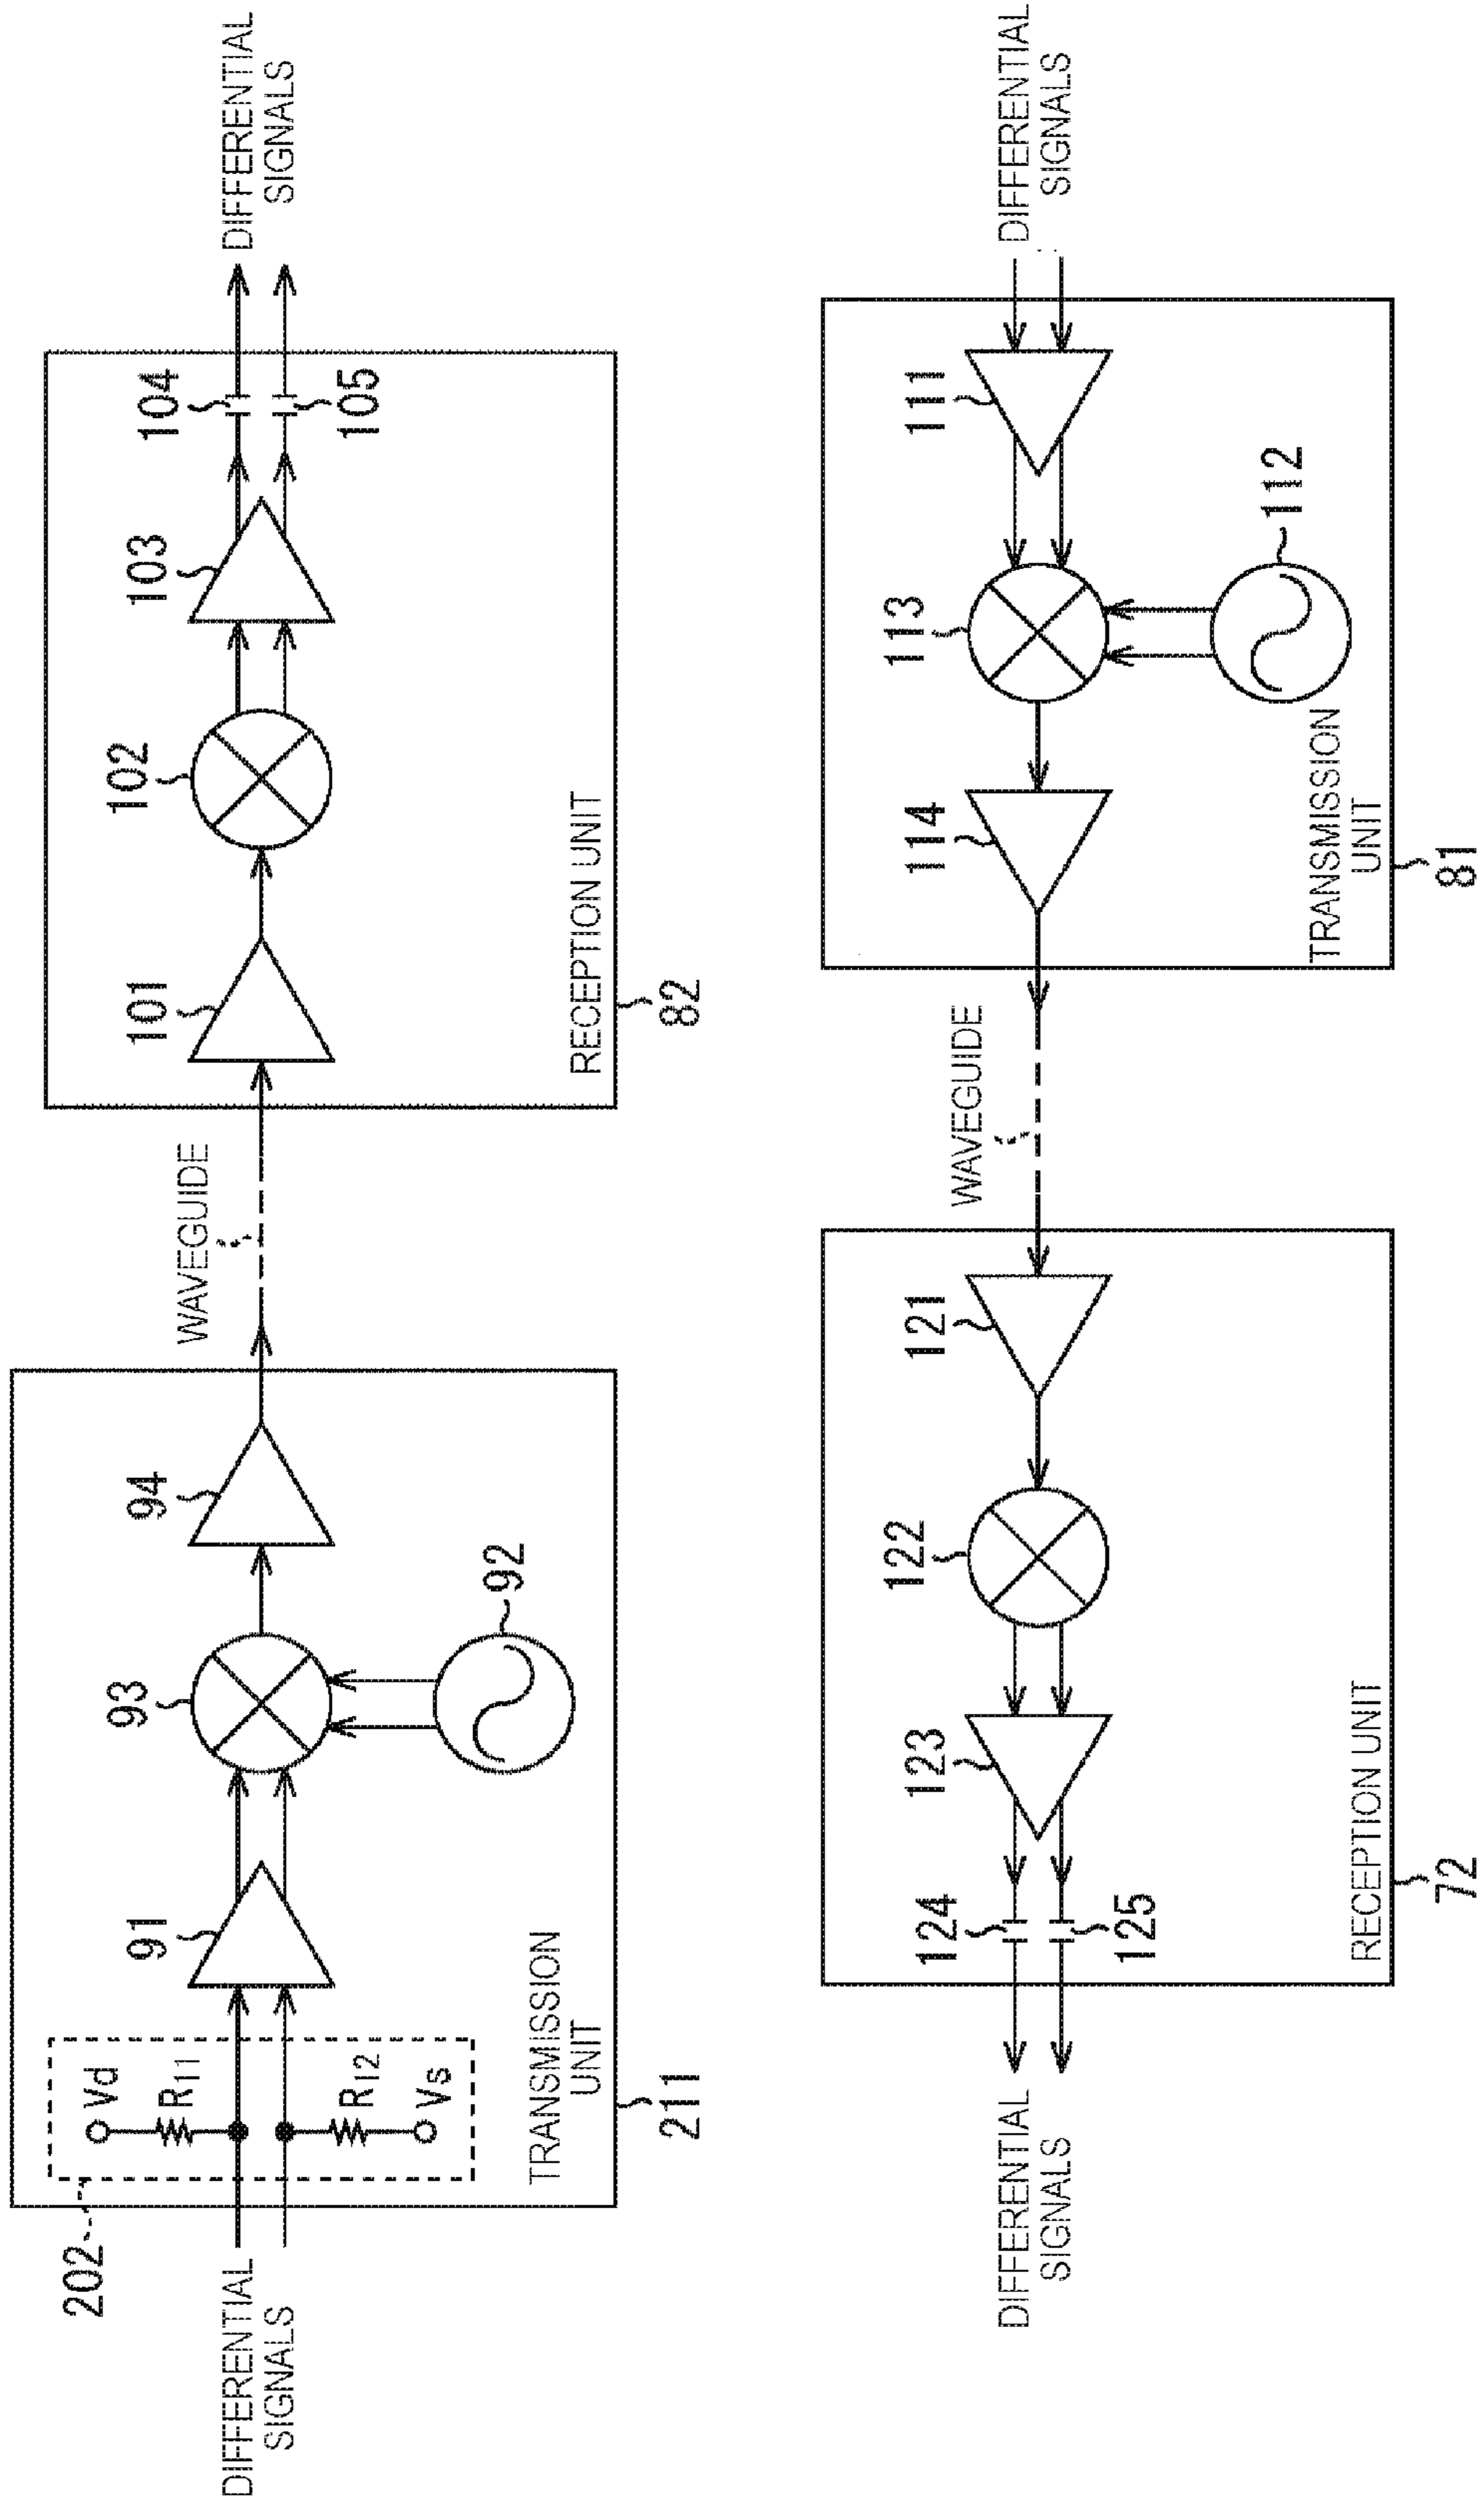 202
DIFFERENTIAL
SIGNALS
Vd
R11
R12
Vs
91
93
92
94
TRANSMISSION
UNIT
211
WAVEGUIDE
101
102
103
104
105
RECEPTION UNIT
82
DIFFERENTIAL
SIGNALS
DIFFERENTIAL
SIGNALS
124
125
123
122
121
RECEPTION UNIT
72
WAVEGUIDE
114
113
112
111
TRANSMISSION
UNIT
81
DIFFERENTIAL
SIGNALS